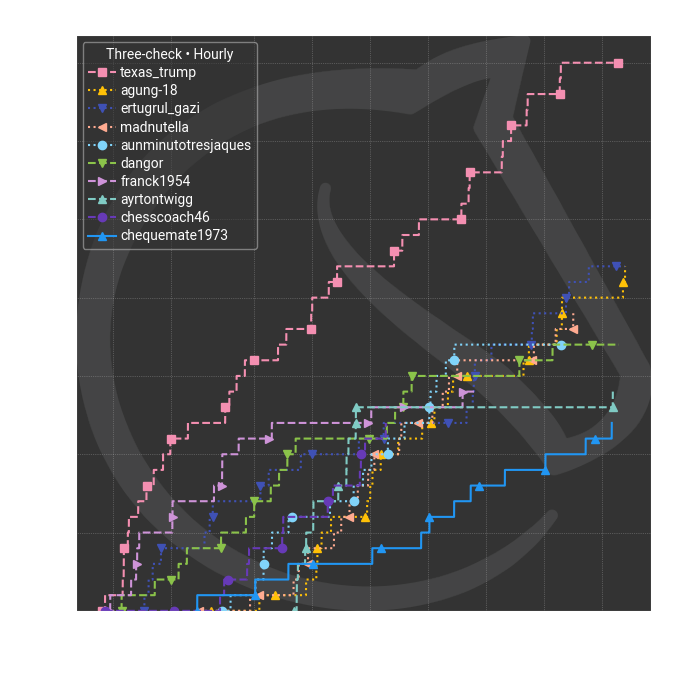 Three-check • Hourly
texas_trump
agung-18
ertugrul_gazi
madnutella
aunminutotresjaques
dangor
franck1954
ayrtontwigg
chesscoach46
chequemate1973